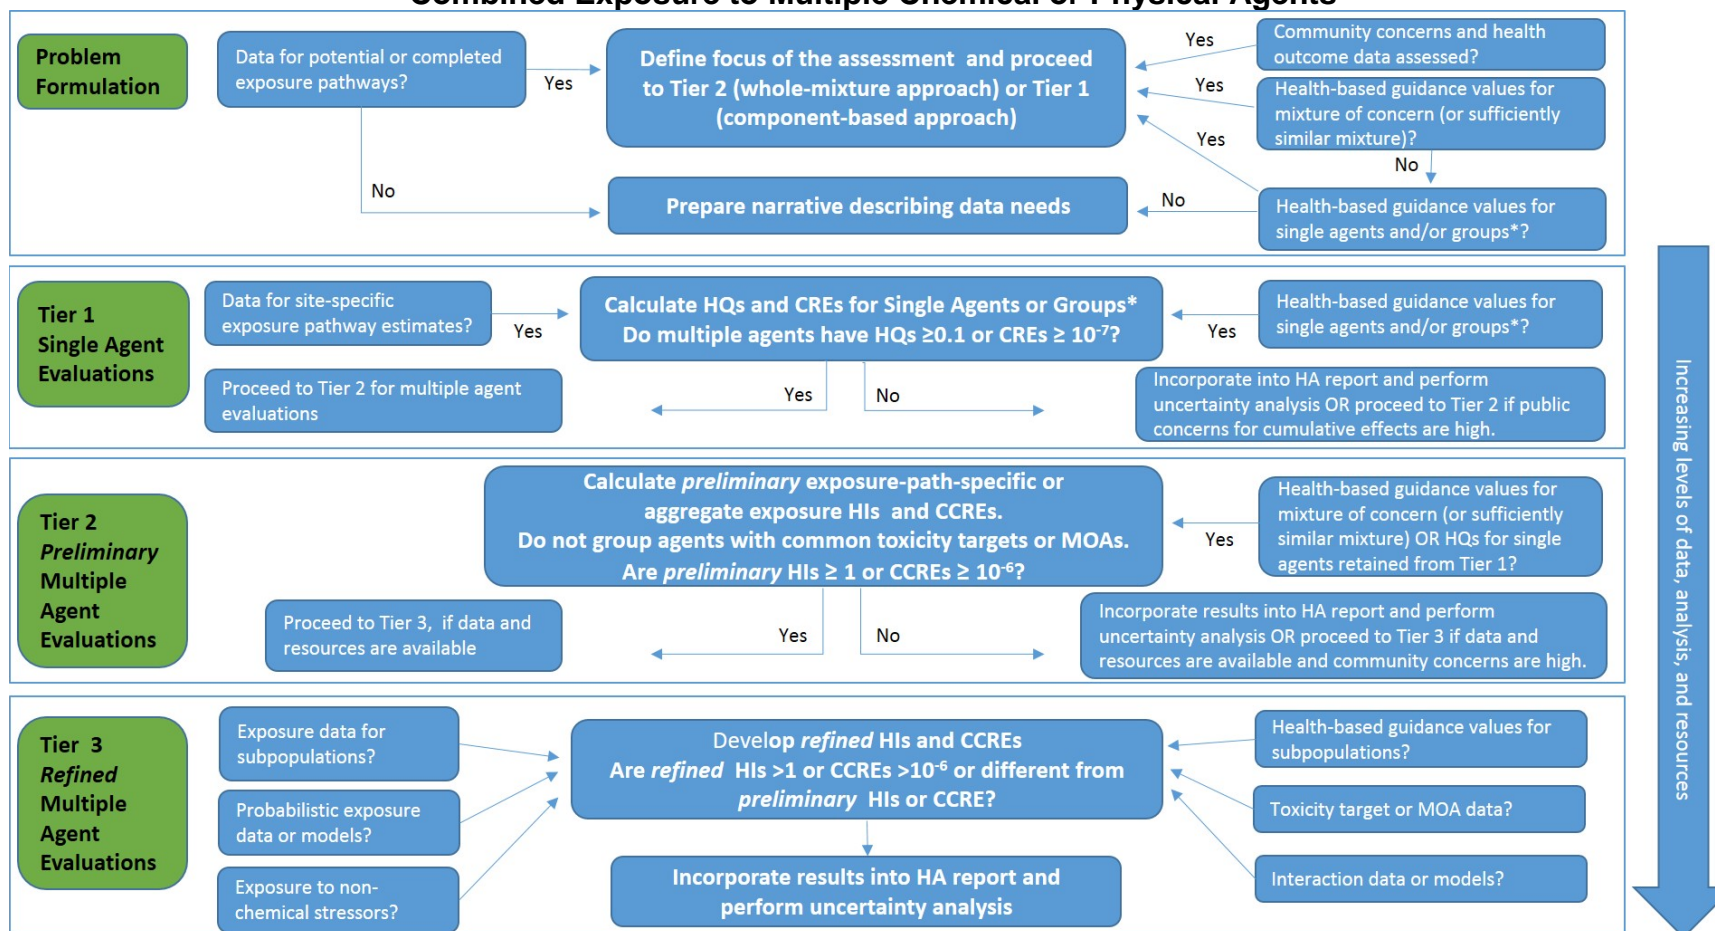 Combined Exposure to Multiple Chemical or Physical Agents
Problem
Formulation
Data for potential or completed
exposure pathways?
Yes
No
Define focus of the assessment and proceed
to Tier 2 (whole-mixture approach) or Tier 1
(component-based approach)
Prepare narrative describing data needs
Yes
Community concerns and health
outcome data assessed?
Yes
Health-based guidance values for
mixture of concern (or sufficiently
similar mixture)?
Yes
No
No
Health-based guidance values for
single agents and/or groups*?
Tier 1
Single Agent
Evaluations
Data for site-specific
exposure pathway estimates?
Yes
Calculate HQs and CREs for Single Agents or Groups*
Do multiple agents have HQs ≥0.1 or CREs ≥ 10⁻⁷?
Yes
Health-based guidance values for
single agents and/or groups*?
Proceed to Tier 2 for multiple agent
evaluations
Yes
No
Incorporate into HA report and perform
uncertainty analysis OR proceed to Tier 2 if public
concerns for cumulative effects are high.
Tier 2
Preliminary
Multiple
Agent
Evaluations
Calculate preliminary exposure-path-specific or
aggregate exposure HIs and CCREs.
Do not group agents with common toxicity targets or MOAs.
Are preliminary HIs ≥ 1 or CCREs ≥ 10⁻⁶?
Yes
Health-based guidance values for
mixture of concern (or sufficiently
similar mixture) OR HQs for single
agents retained from Tier 1?
Proceed to Tier 3, if data and
resources are available
Yes
No
Incorporate results into HA report and perform
uncertainty analysis OR proceed to Tier 3 if data and
resources are available and community concerns are high.
Tier 3
Refined
Multiple
Agent
Evaluations
Exposure data for
subpopulations?
Probabilistic exposure
data or models?
Exposure to non-
chemical stressors?
Develop refined HIs and CCREs
Are refined HIs >1 or CCREs >10⁻⁶ or different from
preliminary HIs or CCRE?
Incorporate results into HA report and
perform uncertainty analysis
Health-based guidance values for
subpopulations?
Toxicity target or MOA data?
Interaction data or models?
Increasing levels of data, analysis, and resources